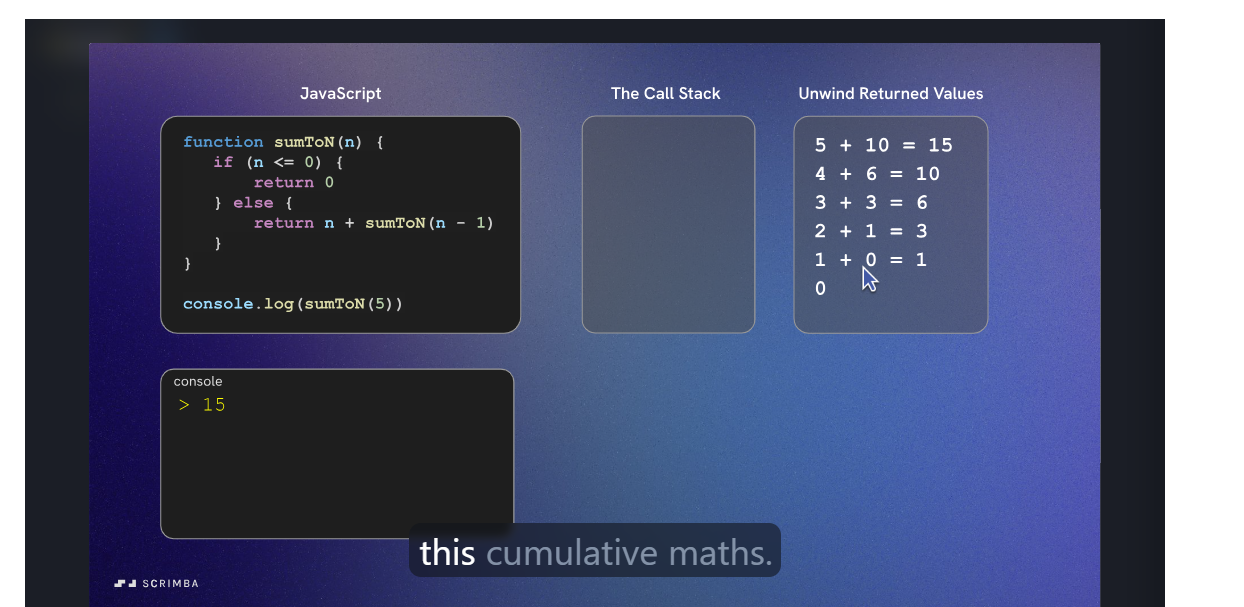 JavaScript
function sumToN(n) {
if (n <= 0) {
return 0
} else {
return n + sumToN(n - 1)
}
}
console.log(sumToN(5))
The Call Stack
Unwind Returned Values
5 + 10 = 15
4 + 6 = 10
3 + 3 = 6
2 + 1 = 3
1 + 0 = 1
0
console
> 15
this cumulative maths.
SCRIMBA